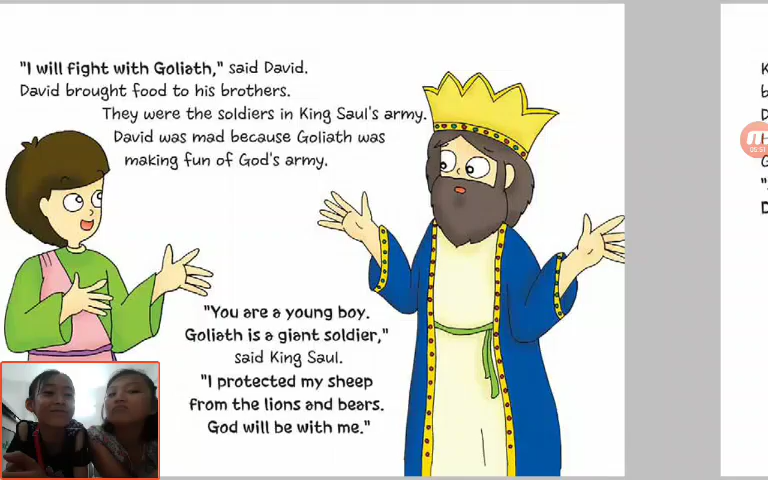 "I will fight with Goliath," said David.
David brought food to his brothers.
They were the soldiers in King Saul's army.
David was mad because Goliath was
making fun of God's army.
"You are a young boy.
Goliath is a giant soldier,"
said King Saul.
"I protected my sheep
from the lions and bears.
God will be with me."